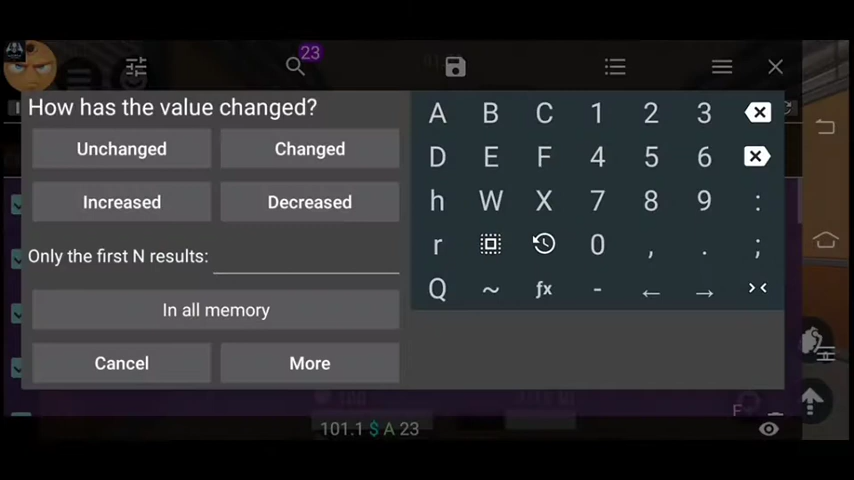 23
How has the value changed?
Unchanged Changed
Increased Decreased
Only the first N results:
In all memory
Cancel More
A B C 1 2 3
D E F 4 5 6
h W X 7 8 9 :
r 0 , . ;
Q ~ ƒx - ← → ><
F
101.1 $ A 23